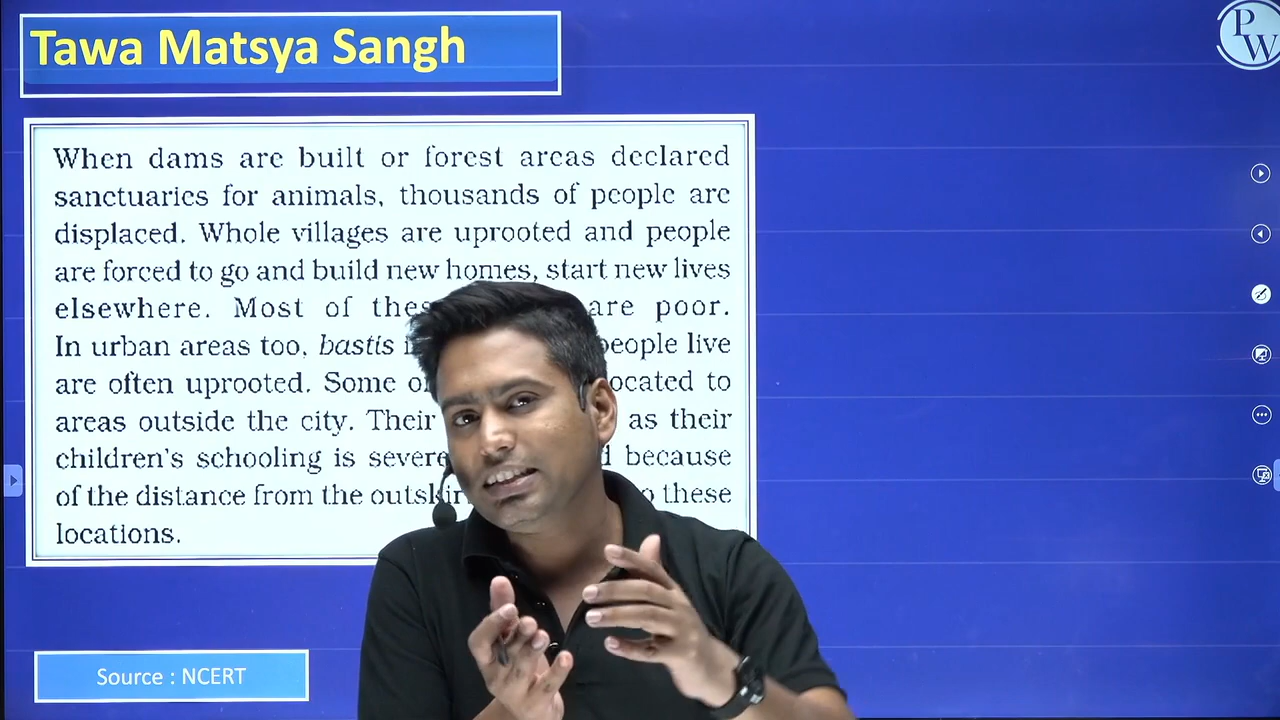 Tawa Matsya Sangh
PW
When dams are built or forest areas declared
sanctuaries for animals, thousands of people are
displaced. Whole villages are uprooted and people
are forced to go and build new homes, start new lives
elsewhere. Most of are poor.
In urban areas too, bastis people live
are often uprooted. Some to
areas outside the city. Their as their
children's schooling is because
of the distance from the these
locations.
Source : NCERT